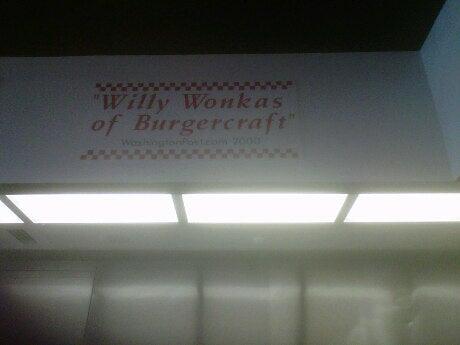 "Willy Wonkas
of Burgercraft"
WashingtonPost.com 2000